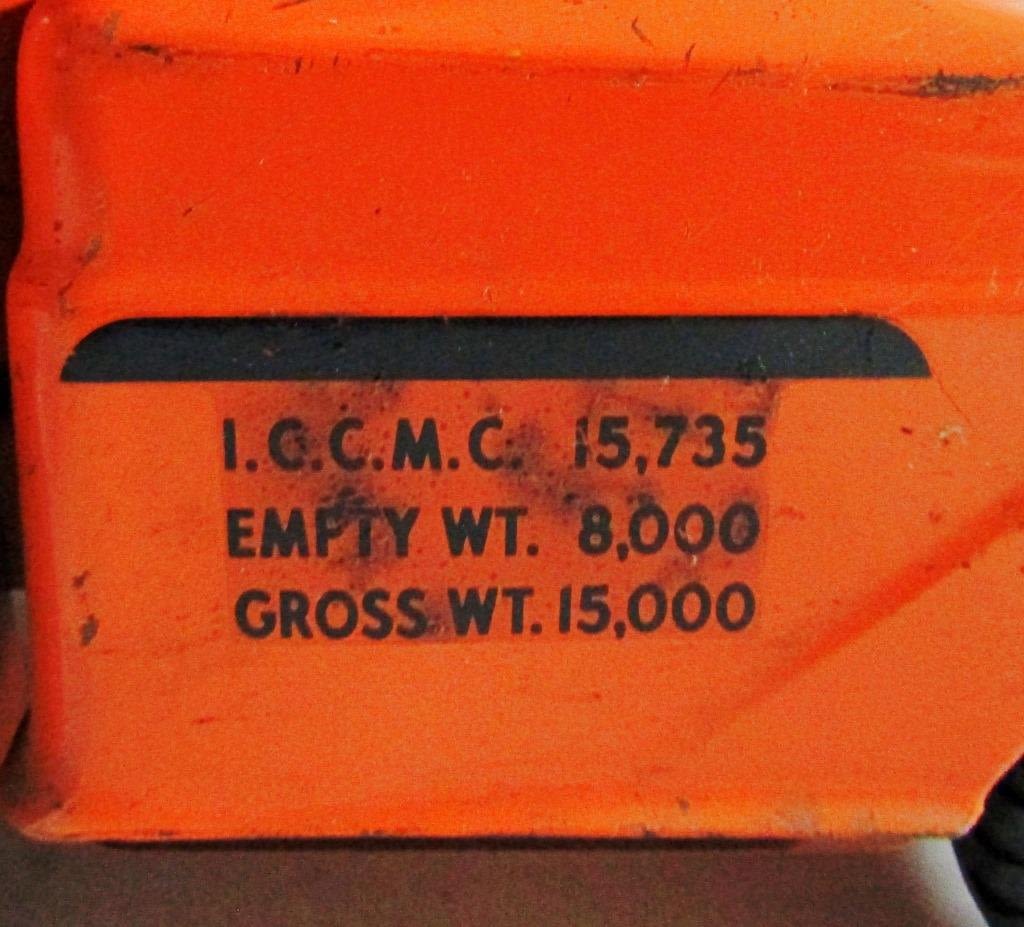 I.C.C.M.C. 15,735
EMPTY WT. 8,000
GROSS WT. 15,000